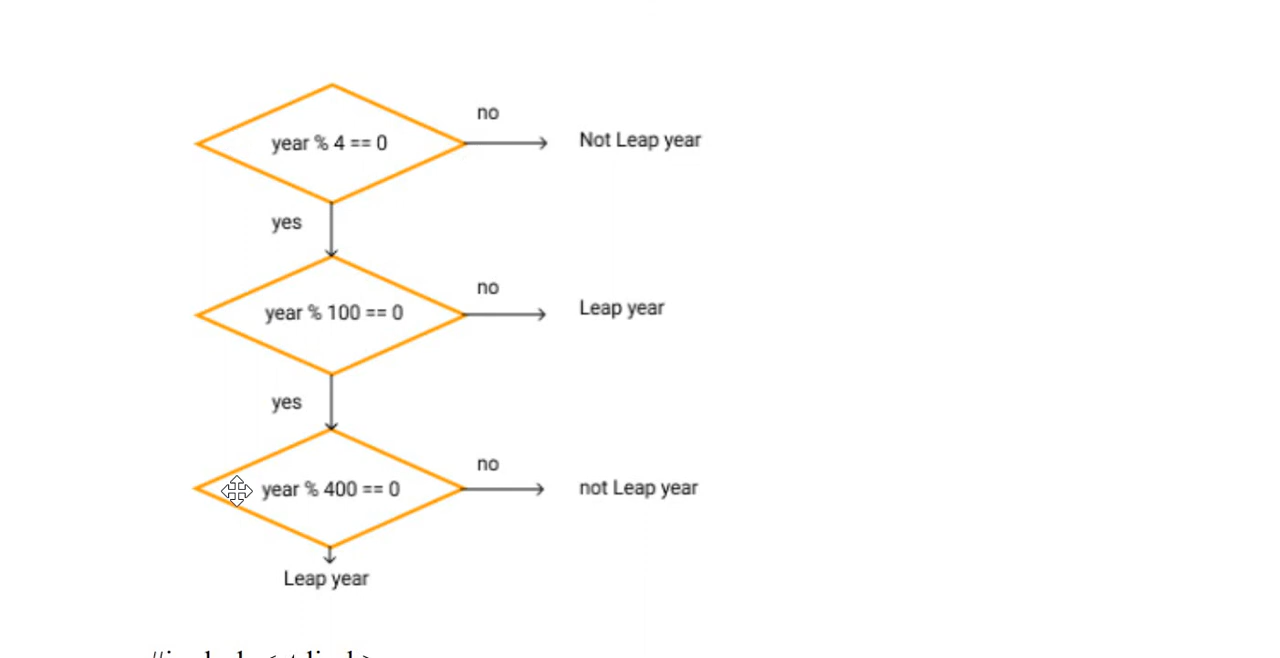 no
year % 4 == 0
Not Leap year
yes
no
year % 100 == 0
Leap year
yes
no
year % 400 == 0
not Leap year
Leap year